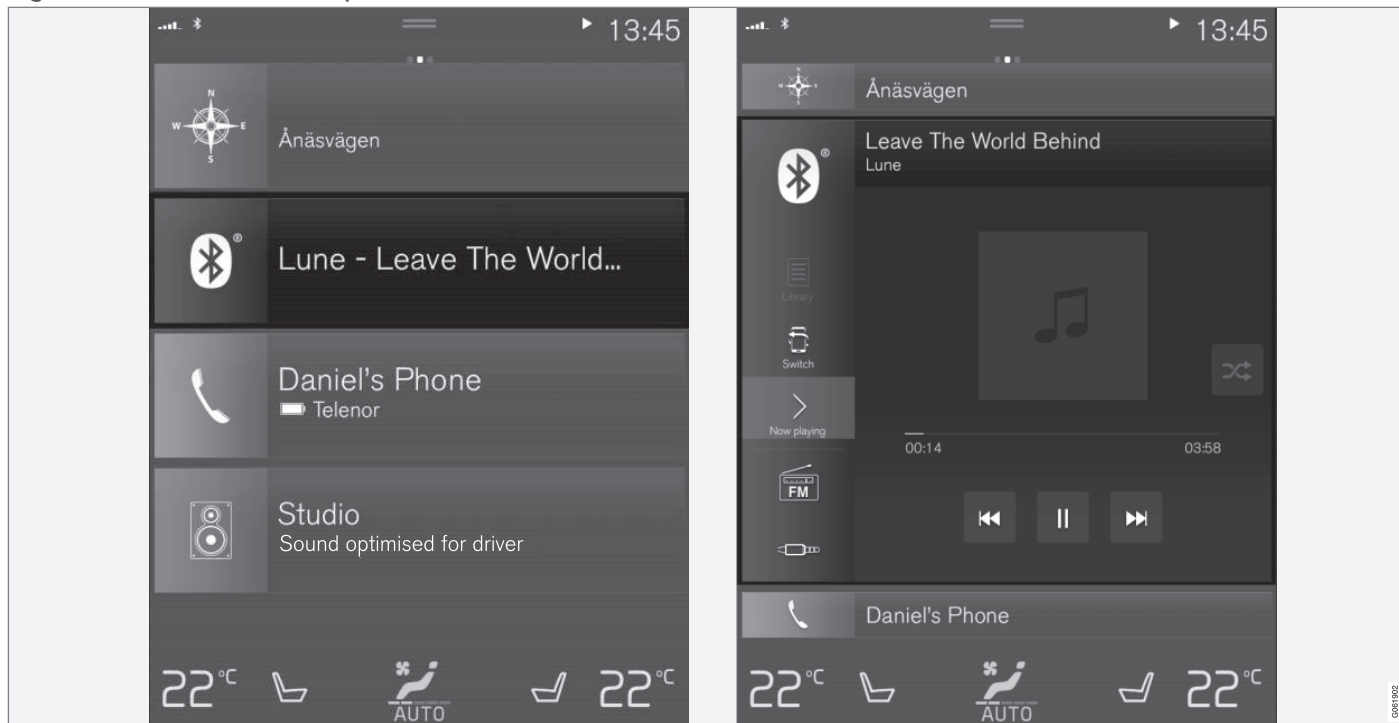 13:45
N
W E
S
Ånäsvägen
®
Lune - Leave The World...
Daniel's Phone
Telenor
Studio
Sound optimised for driver
22°C
AUTO
22°C
13:45
N
W E
S
Ånäsvägen
®
Leave The World Behind
Lune
Library
Switch
Now playing
00:14
03:58
FM
Daniel's Phone
22°C
AUTO
22°C
G061902